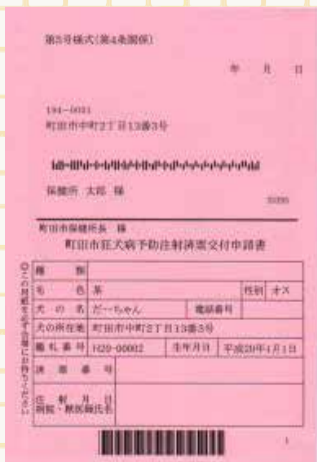 第5号様式(第4条関係)
年 月 日
194-0021
町田市中町2丁目13番3号
保健所 太郎 様
町田市保健所長 様
町田市狂犬病予防注射済票交付申請書
種類
毛色 茶 性別 オス
犬の名 だーちゃん 電話番号
犬の所在地 町田市中町2丁目13番3号
鑑札番号 H29-00002 生年月日 平成29年4月1日
済票番号
注射月日
病院・獣医師氏名
1